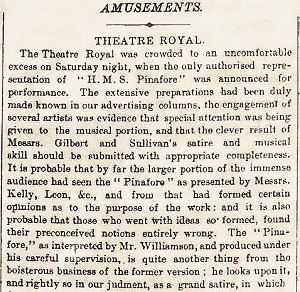 AMUSEMENTS.
THEATRE ROYAL.
The Theatre Royal was crowded to an uncomfortable
excess on Saturday night, when the only authorised repre-
sentation of " H. M. S. Pinafore " was announced for
performance. The extensive preparations had been duly
made known in our advertising columns, the engagement of
several artists was evidence that special attention was being
given to the musical portion, and that the clever result of
Messrs. Gilbert and Sullivan's satire and musical
skill should be submitted with appropriate completeness.
It is probable that by far the larger portion of the immense
audience had seen the " Pinafore " as presented by Messrs.
Kelly, Leon, &c., and from that had formed certain
opinions as to the purpose of the work: and it is also
probable that those who went with ideas so formed, found
their preconceived notions entirely wrong. The " Pina-
fore," as interpreted by Mr. Williamson, and produced under
his careful supervision, is quite another thing from the
boisterous business of the former version ; he looks upon it,
and rightly so in our judgment, as a grand satire, in which